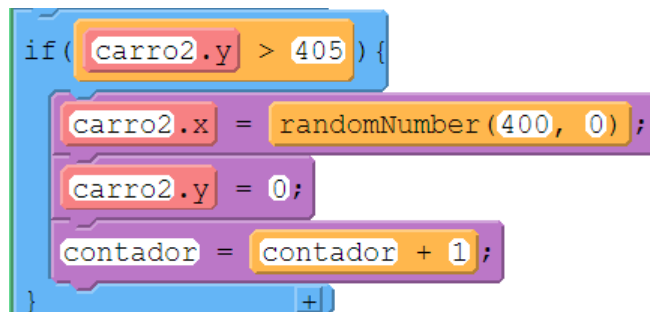 if( carro2.y > 405 ){
carro2.x = randomNumber(400, 0);
carro2.y = 0;
contador = contador + 1;
} +